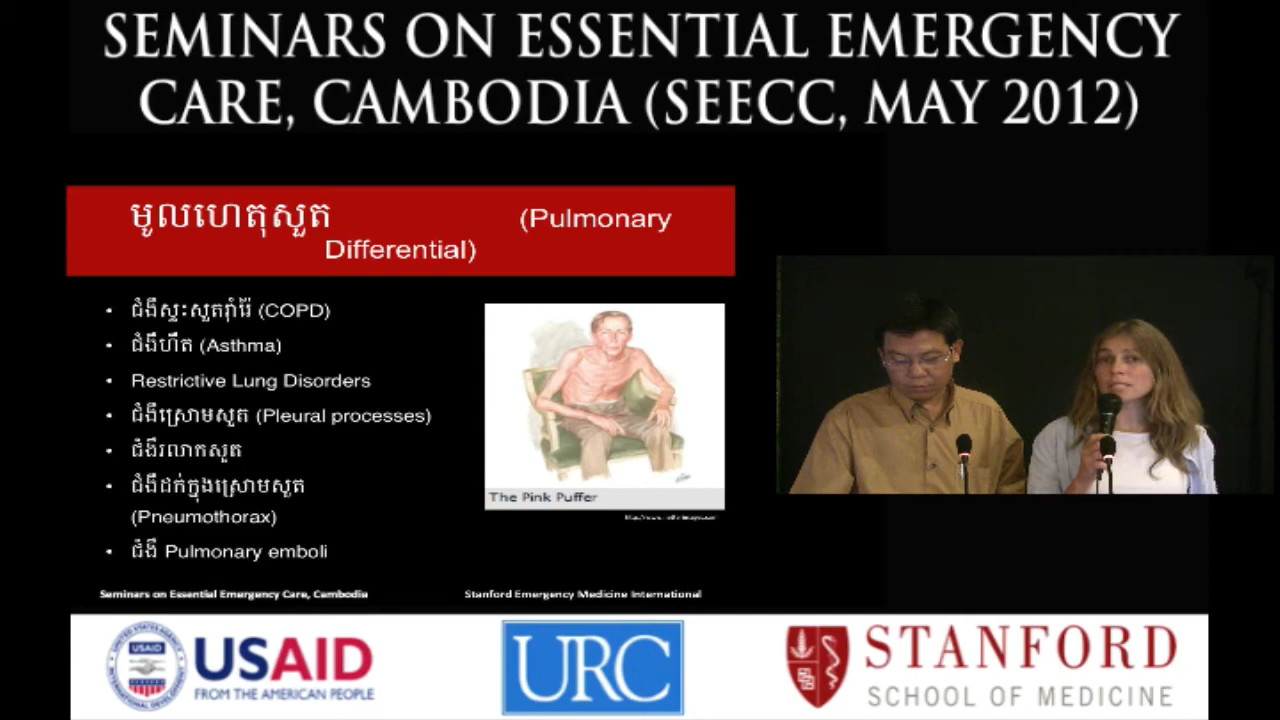 SEMINARS ON ESSENTIAL EMERGENCY
CARE, CAMBODIA (SEECC, MAY 2012)
មូលហេតុសួត (Pulmonary
Differential)
• ជំងឺស្ទះសួតរ៉ាំរ៉ៃ (COPD)
• ជំងឺហឺត (Asthma)
• Restrictive Lung Disorders
• ជំងឺស្រោមសួត (Pleural processes)
• ជំងឺរលាកសួត
• ជំងឺដក់ក្នុងស្រោមសួត
(Pneumothorax)
• ជំងឺ Pulmonary emboli
The Pink Puffer
Seminars on Essential Emergency Care, Cambodia
Stanford Emergency Medicine International
USAID
USAID
FROM THE AMERICAN PEOPLE
URC
STANFORD
SCHOOL OF MEDICINE